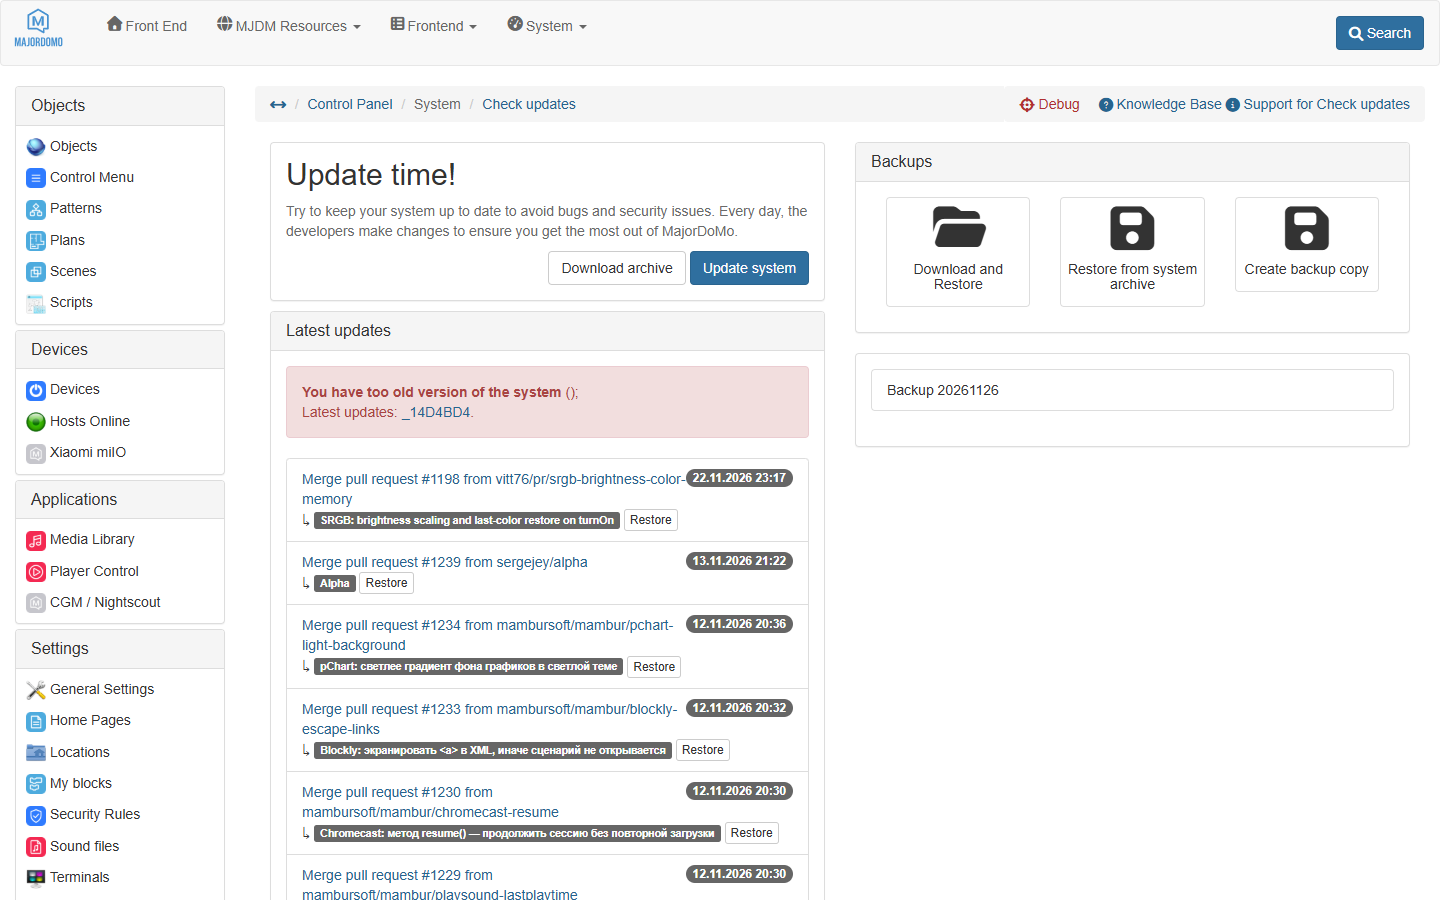 MAJORDOMO
Front End
MJDM Resources
Frontend
System
Search
Objects
Objects
Control Menu
Patterns
Plans
Scenes
Scripts
Devices
Devices
Hosts Online
Xiaomi miIO
Applications
Media Library
Player Control
CGM / Nightscout
Settings
General Settings
Home Pages
Locations
My blocks
Security Rules
Sound files
Terminals
/ Control Panel / System / Check updates
Debug
Knowledge Base
Support for Check updates
Update time!
Try to keep your system up to date to avoid bugs and security issues. Every day, the
developers make changes to ensure you get the most out of MajorDoMo.
Download archive
Update system
Latest updates
You have too old version of the system ();
Latest updates: _14D4BD4.
Merge pull request #1198 from vitt76/pr/srgb-brightness-color-
memory
22.11.2026 23:17
↳ SRGB: brightness scaling and last-color restore on turnOn Restore
Merge pull request #1239 from sergejey/alpha
13.11.2026 21:22
↳ Alpha Restore
Merge pull request #1234 from mambursoft/mambur/pchart-
light-background
12.11.2026 20:36
↳ pChart: светлее градиент фона графиков в светлой теме Restore
Merge pull request #1233 from mambursoft/mambur/blockly-
escape-links
12.11.2026 20:32
↳ Blockly: экранировать <a> в XML, иначе сценарий не открывается Restore
Merge pull request #1230 from
mambursoft/mambur/chromecast-resume
12.11.2026 20:30
↳ Chromecast: метод resume() — продолжить сессию без повторной загрузки Restore
Merge pull request #1229 from
mambursoft/mambur/playsound-lastplaytime
12.11.2026 20:30
Backups
Download and
Restore
Restore from system
archive
Create backup copy
Backup 20261126